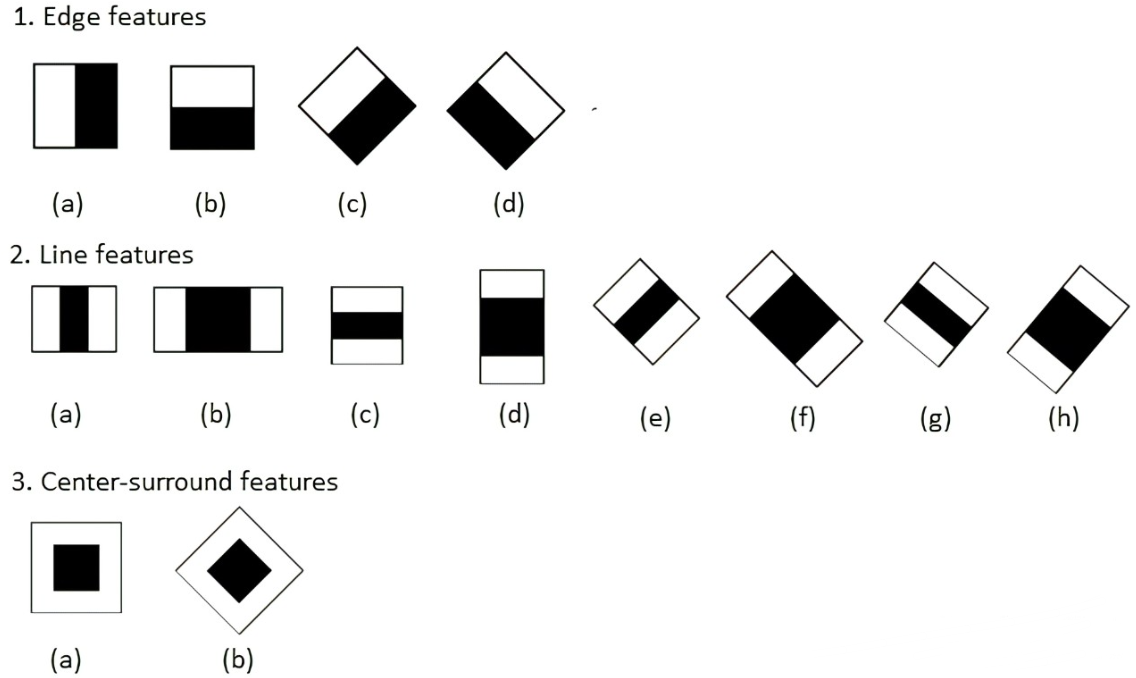 1. Edge features
(a) (b) (c) (d)
2. Line features
(a) (b) (c) (d) (e) (f) (g) (h)
3. Center-surround features
(a) (b)